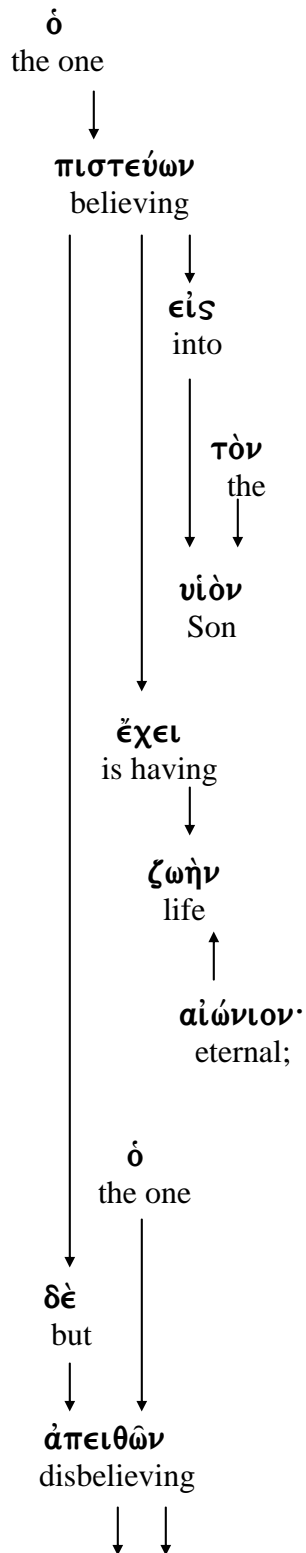 ὁ
the one
πιστεύων
believing
εἰς
into
τὸν
the
υἱὸν
Son
ἔχει
is having
ζωὴν
life
αἰώνιον·
eternal;
ὁ
the one
δὲ
but
ἀπειθῶν
disbelieving